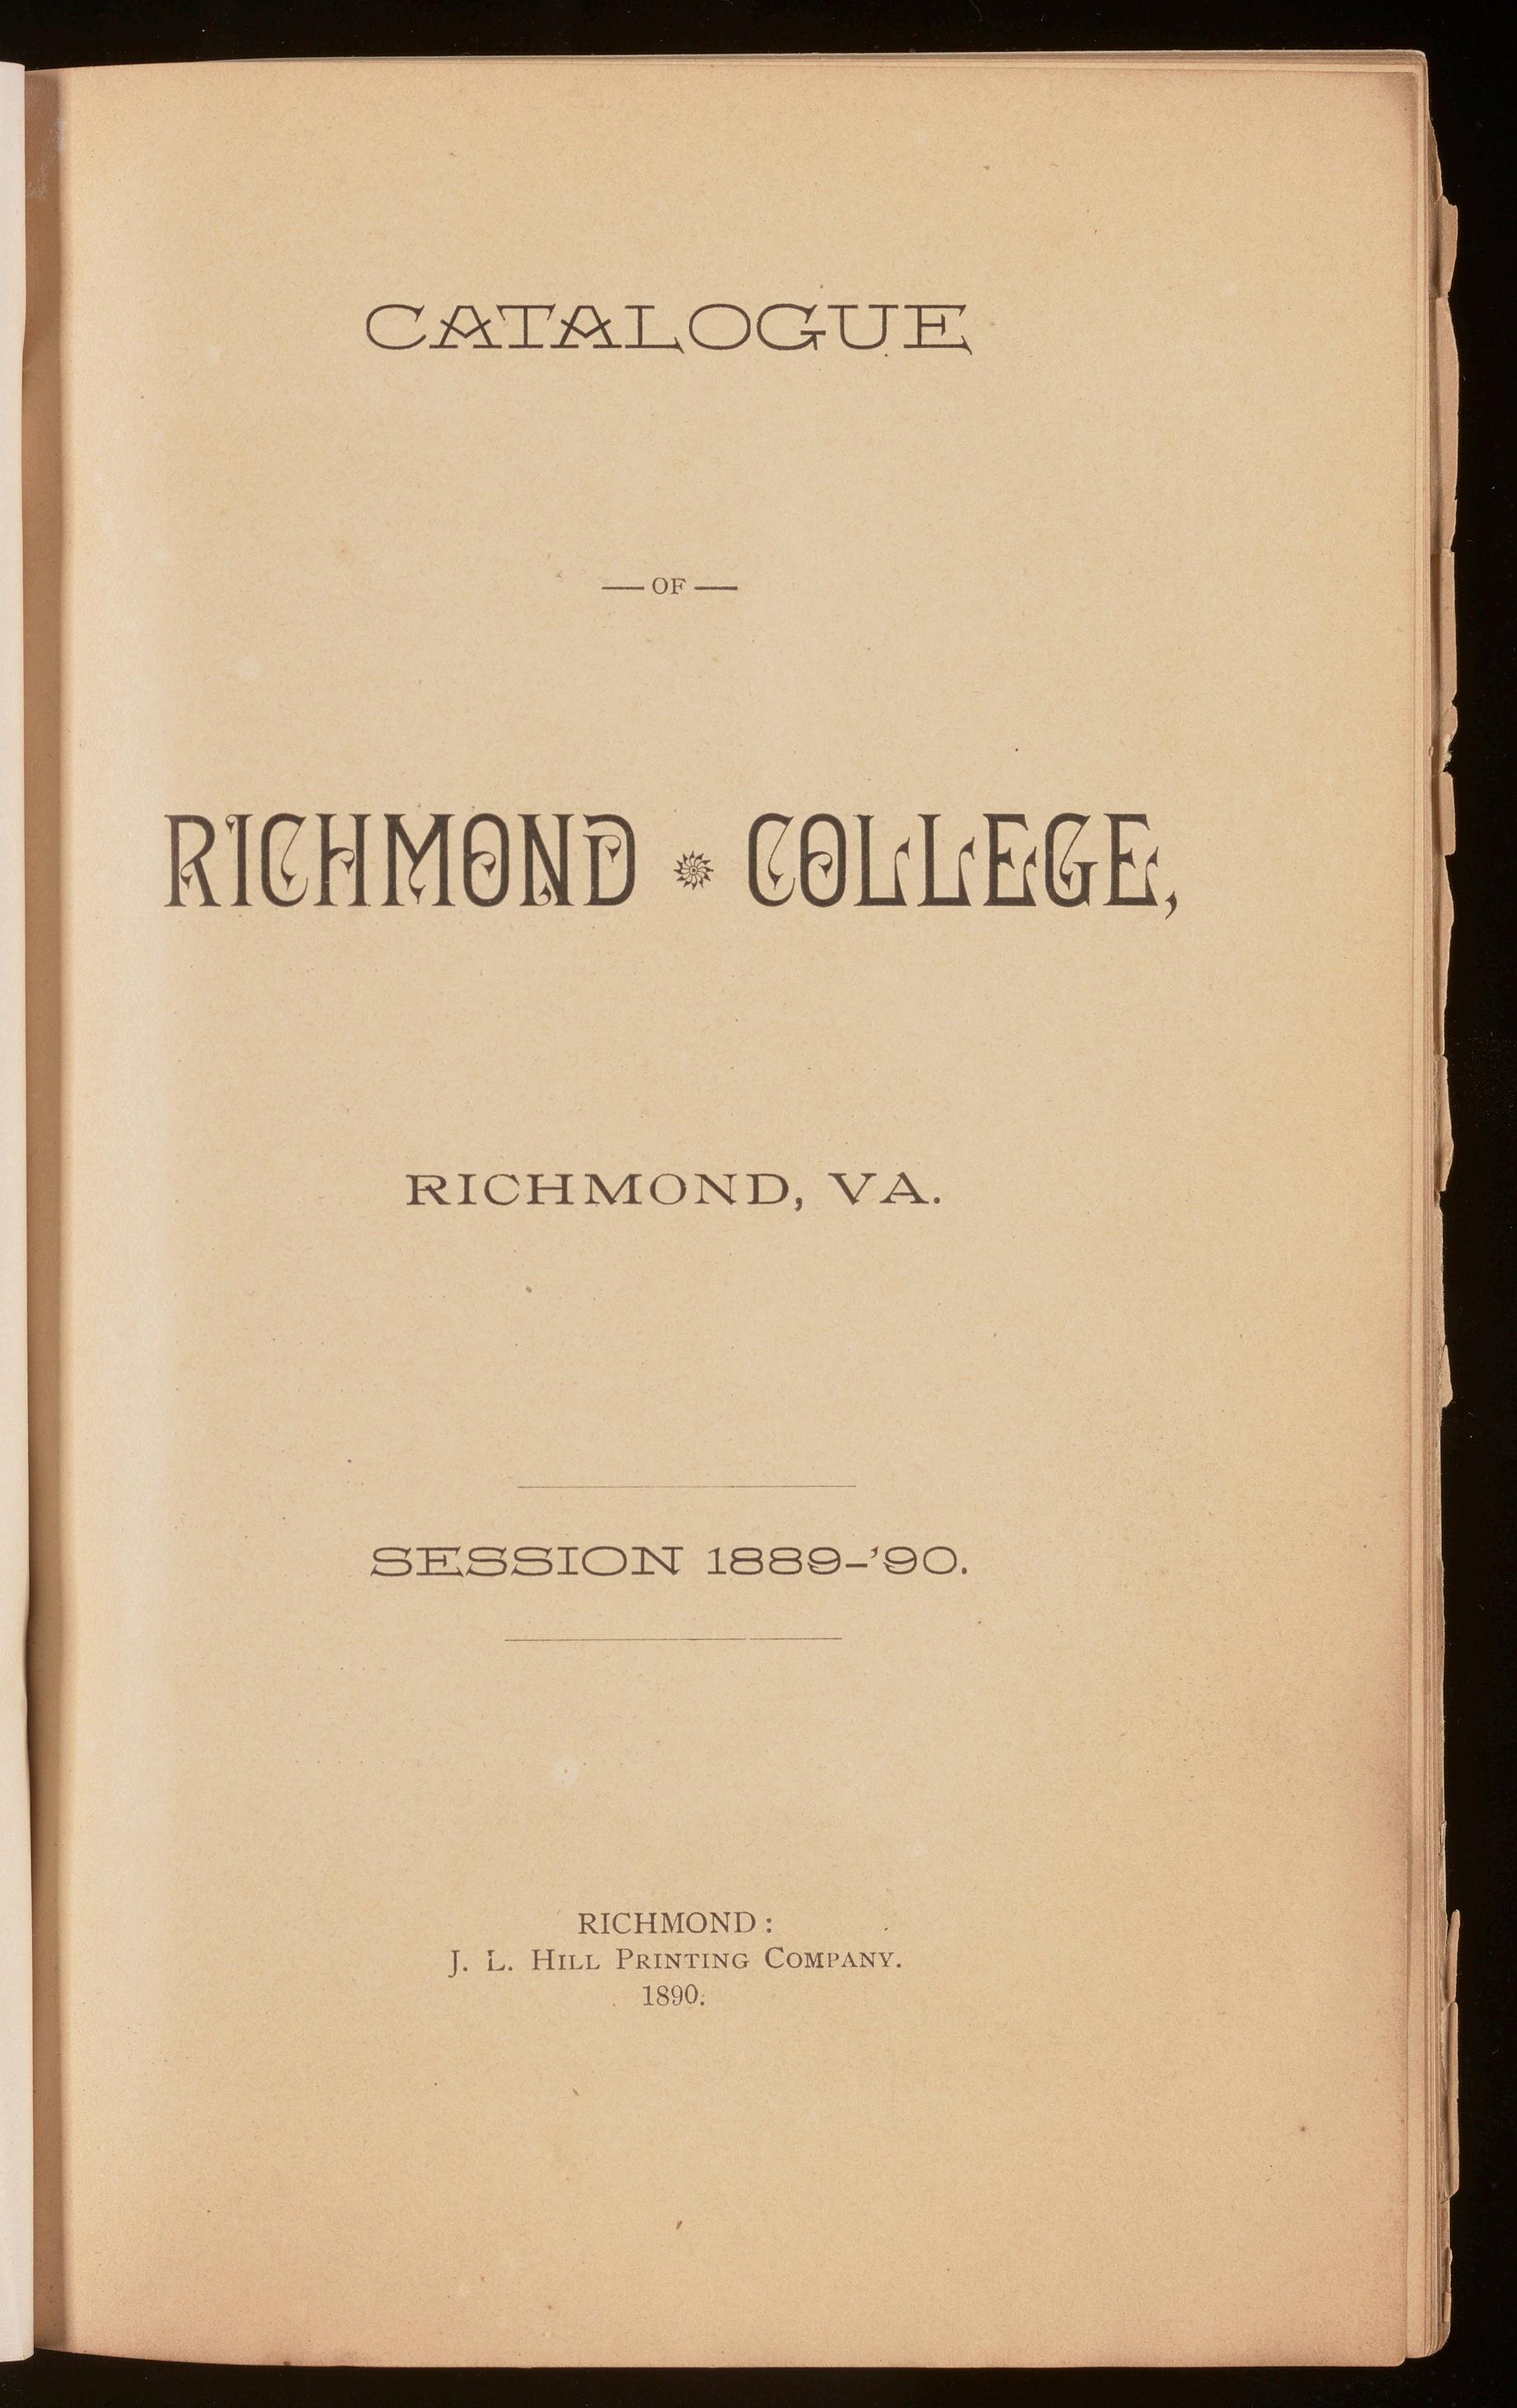 CATALOGUE
— OF —
RICHMOND COLLEGE,
RICHMOND, VA.
SESSION 1889-'90.
RICHMOND:
J. L. HILL PRINTING COMPANY.
1890.